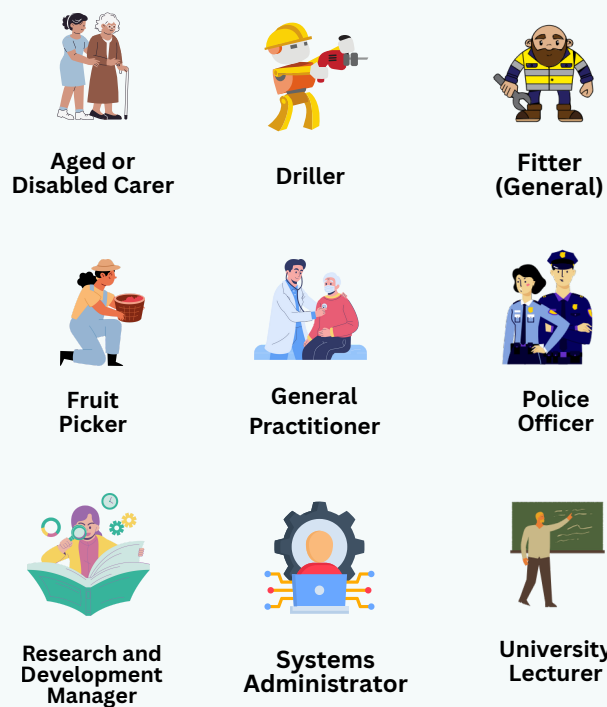 Aged or
Disabled Carer
Driller
Fitter
(General)
Fruit
Picker
General
Practitioner
Police
Officer
Research and
Development
Manager
Systems
Administrator
University
Lecturer